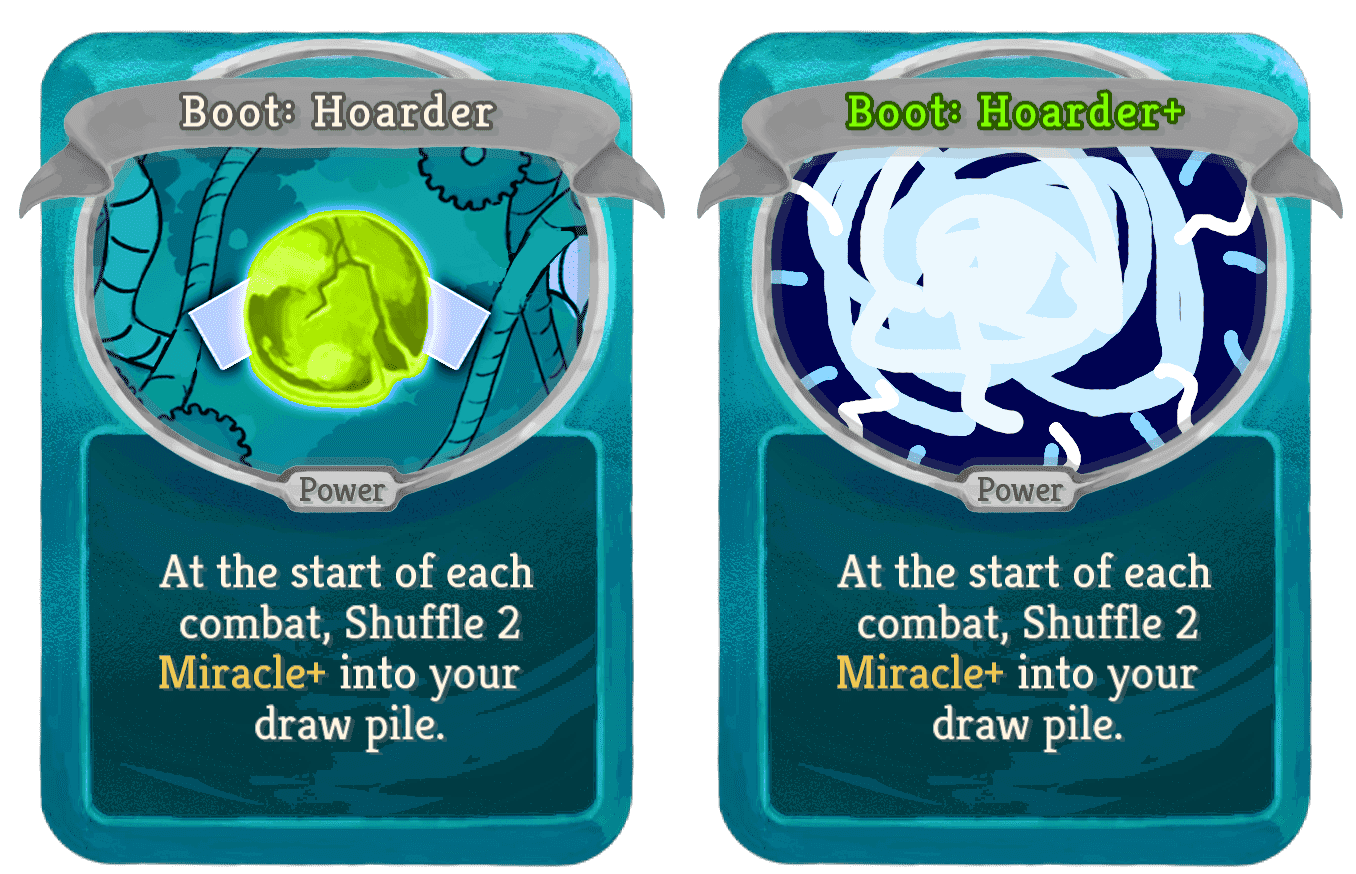 Boot: Hoarder
Power
At the start of each
combat, Shuffle 2
Miracle+ into your
draw pile.
Boot: Hoarder+
Power
At the start of each
combat, Shuffle 2
Miracle+ into your
draw pile.